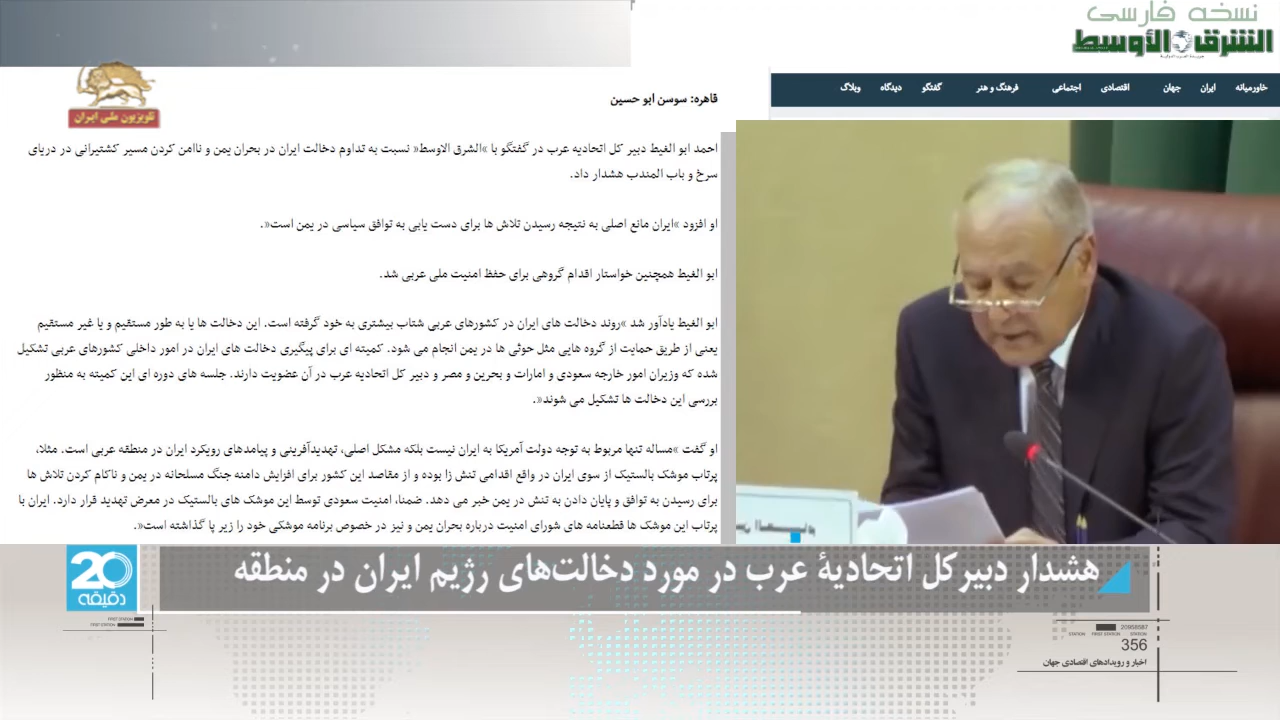 نسخه فارسی
الشرق الأوسط
خاورمیانه ایران جهان اقتصادی اجتماعی فرهنگ و هنر گفتگو دیدگاه وبلاگ
تلویزیون ملی ایران
قاهره: سوسن ابو حسین
احمد ابو الغیط دبیر کل اتحادیه عرب در گفتگو با »الشرق الاوسط« نسبت به تداوم دخالت ایران در بحران یمن و ناامن کردن مسیر کشتیرانی در دریای
سرخ و باب المندب هشدار داد.
او افزود »ایران مانع اصلی به نتیجه رسیدن تلاش ها برای دست یابی به توافق سیاسی در یمن است«.
ابو الغیط همچنین خواستار اقدام گروهی برای حفظ امنیت ملی عربی شد.
ابو الغیط یادآور شد »روند دخالت های ایران در کشورهای عربی شتاب بیشتری به خود گرفته است. این دخالت ها یا به طور مستقیم و یا غیر مستقیم
یعنی از طریق حمایت از گروه هایی مثل حوثی ها در یمن انجام می شود. کمیته ای برای پیگیری دخالت های ایران در امور داخلی کشورهای عربی تشکیل
شده که وزیران امور خارجه سعودی و امارات و بحرین و مصر و دبیر کل اتحادیه عرب در آن عضویت دارند. جلسه های دوره ای این کمیته به منظور
بررسی این دخالت ها تشکیل می شوند«.
او گفت »مساله تنها مربوط به توجه دولت آمریکا به ایران نیست بلکه مشکل اصلی، تهدیدآفرینی و پیامدهای رویکرد ایران در منطقه عربی است. مثلا،
پرتاب موشک بالستیک از سوی ایران در واقع اقدامی تنش زا بوده و از مقاصد این کشور برای افزایش دامنه جنگ مسلحانه در یمن و ناکام کردن تلاش ها
برای رسیدن به توافق و پایان دادن به تنش در یمن خبر می دهد. ضمنا، امنیت سعودی توسط این موشک های بالستیک در معرض تهدید قرار دارد. ایران با
پرتاب این موشک ها قطعنامه های شورای امنیت درباره بحران یمن و نیز در خصوص برنامه موشکی خود را زیر پا گذاشته است«.
هشدار دبیرکل اتحادیهٔ عرب در مورد دخالت‌های رژیم ایران در منطقه
20
دقیقه
FIRST STATION
FIRST STATION
20958587
STATION FIRST STATION STATION
356
اخبار و رویدادهای اقتصادی جهان